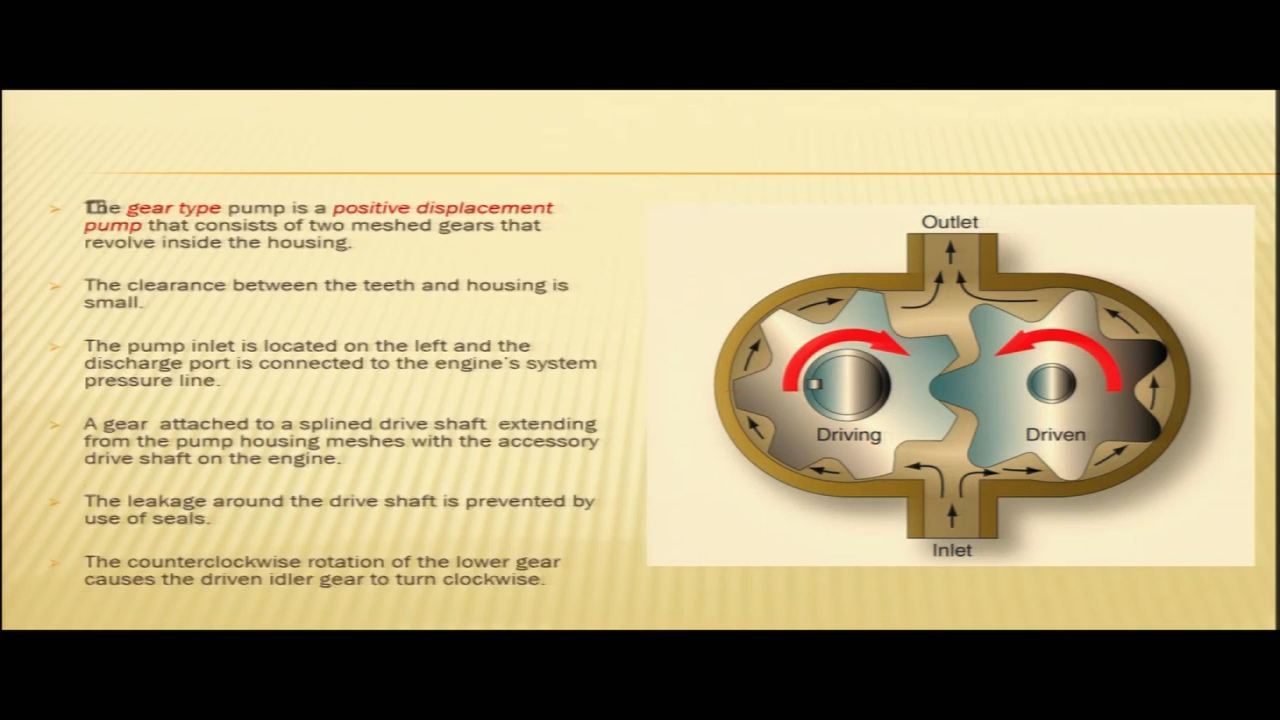 The gear type pump is a positive displacement
pump that consists of two meshed gears that
revolve inside the housing.
The clearance between the teeth and housing is
small.
The pump inlet is located on the left and the
discharge port is connected to the engine's system
pressure line.
A gear attached to a splined drive shaft extending
from the pump housing meshes with the accessory
drive shaft on the engine.
The leakage around the drive shaft is prevented by
use of seals.
The counterclockwise rotation of the lower gear
causes the driven idler gear to turn clockwise.
Outlet
Driving
Driven
Inlet